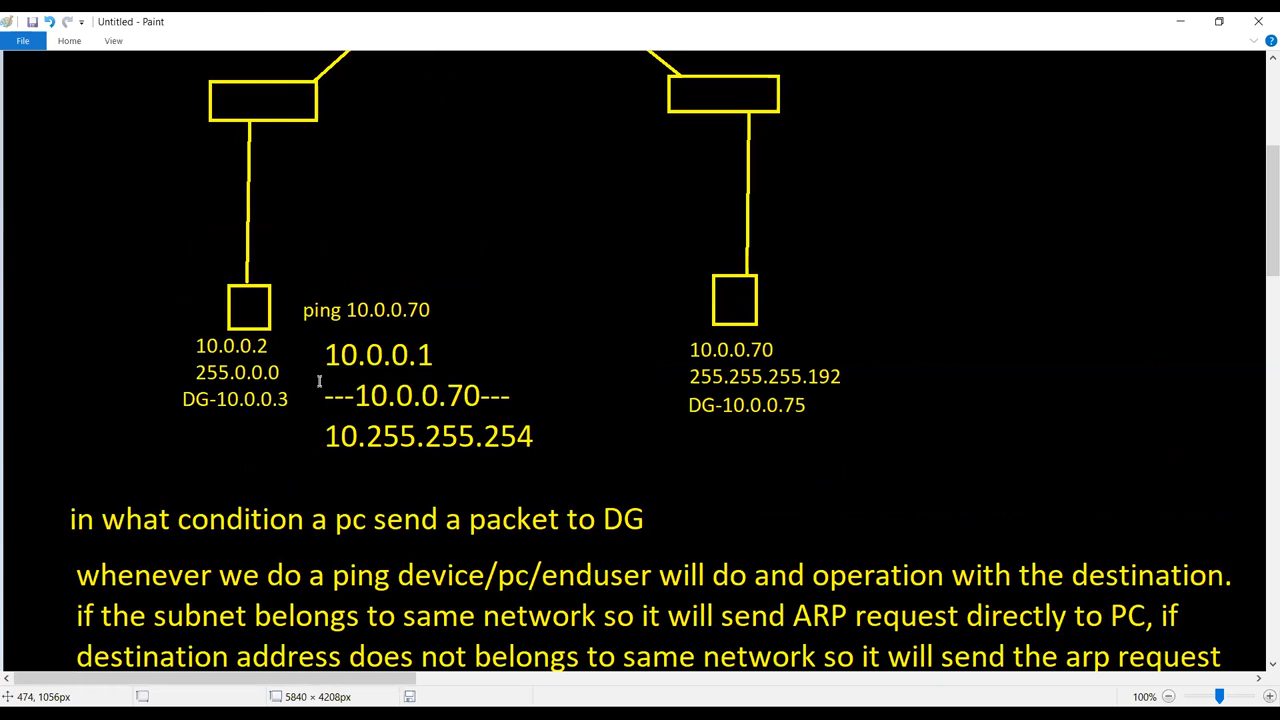 Untitled - Paint
File Home View
ping 10.0.0.70
10.0.0.2
255.0.0.0
DG-10.0.0.3
10.0.0.1
---10.0.0.70---
10.255.255.254
10.0.0.70
255.255.255.192
DG-10.0.0.75
in what condition a pc send a packet to DG
whenever we do a ping device/pc/enduser will do and operation with the destination.
if the subnet belongs to same network so it will send ARP request directly to PC, if
destination address does not belongs to same network so it will send the arp request
474, 1056px 5840 × 4208px 100%